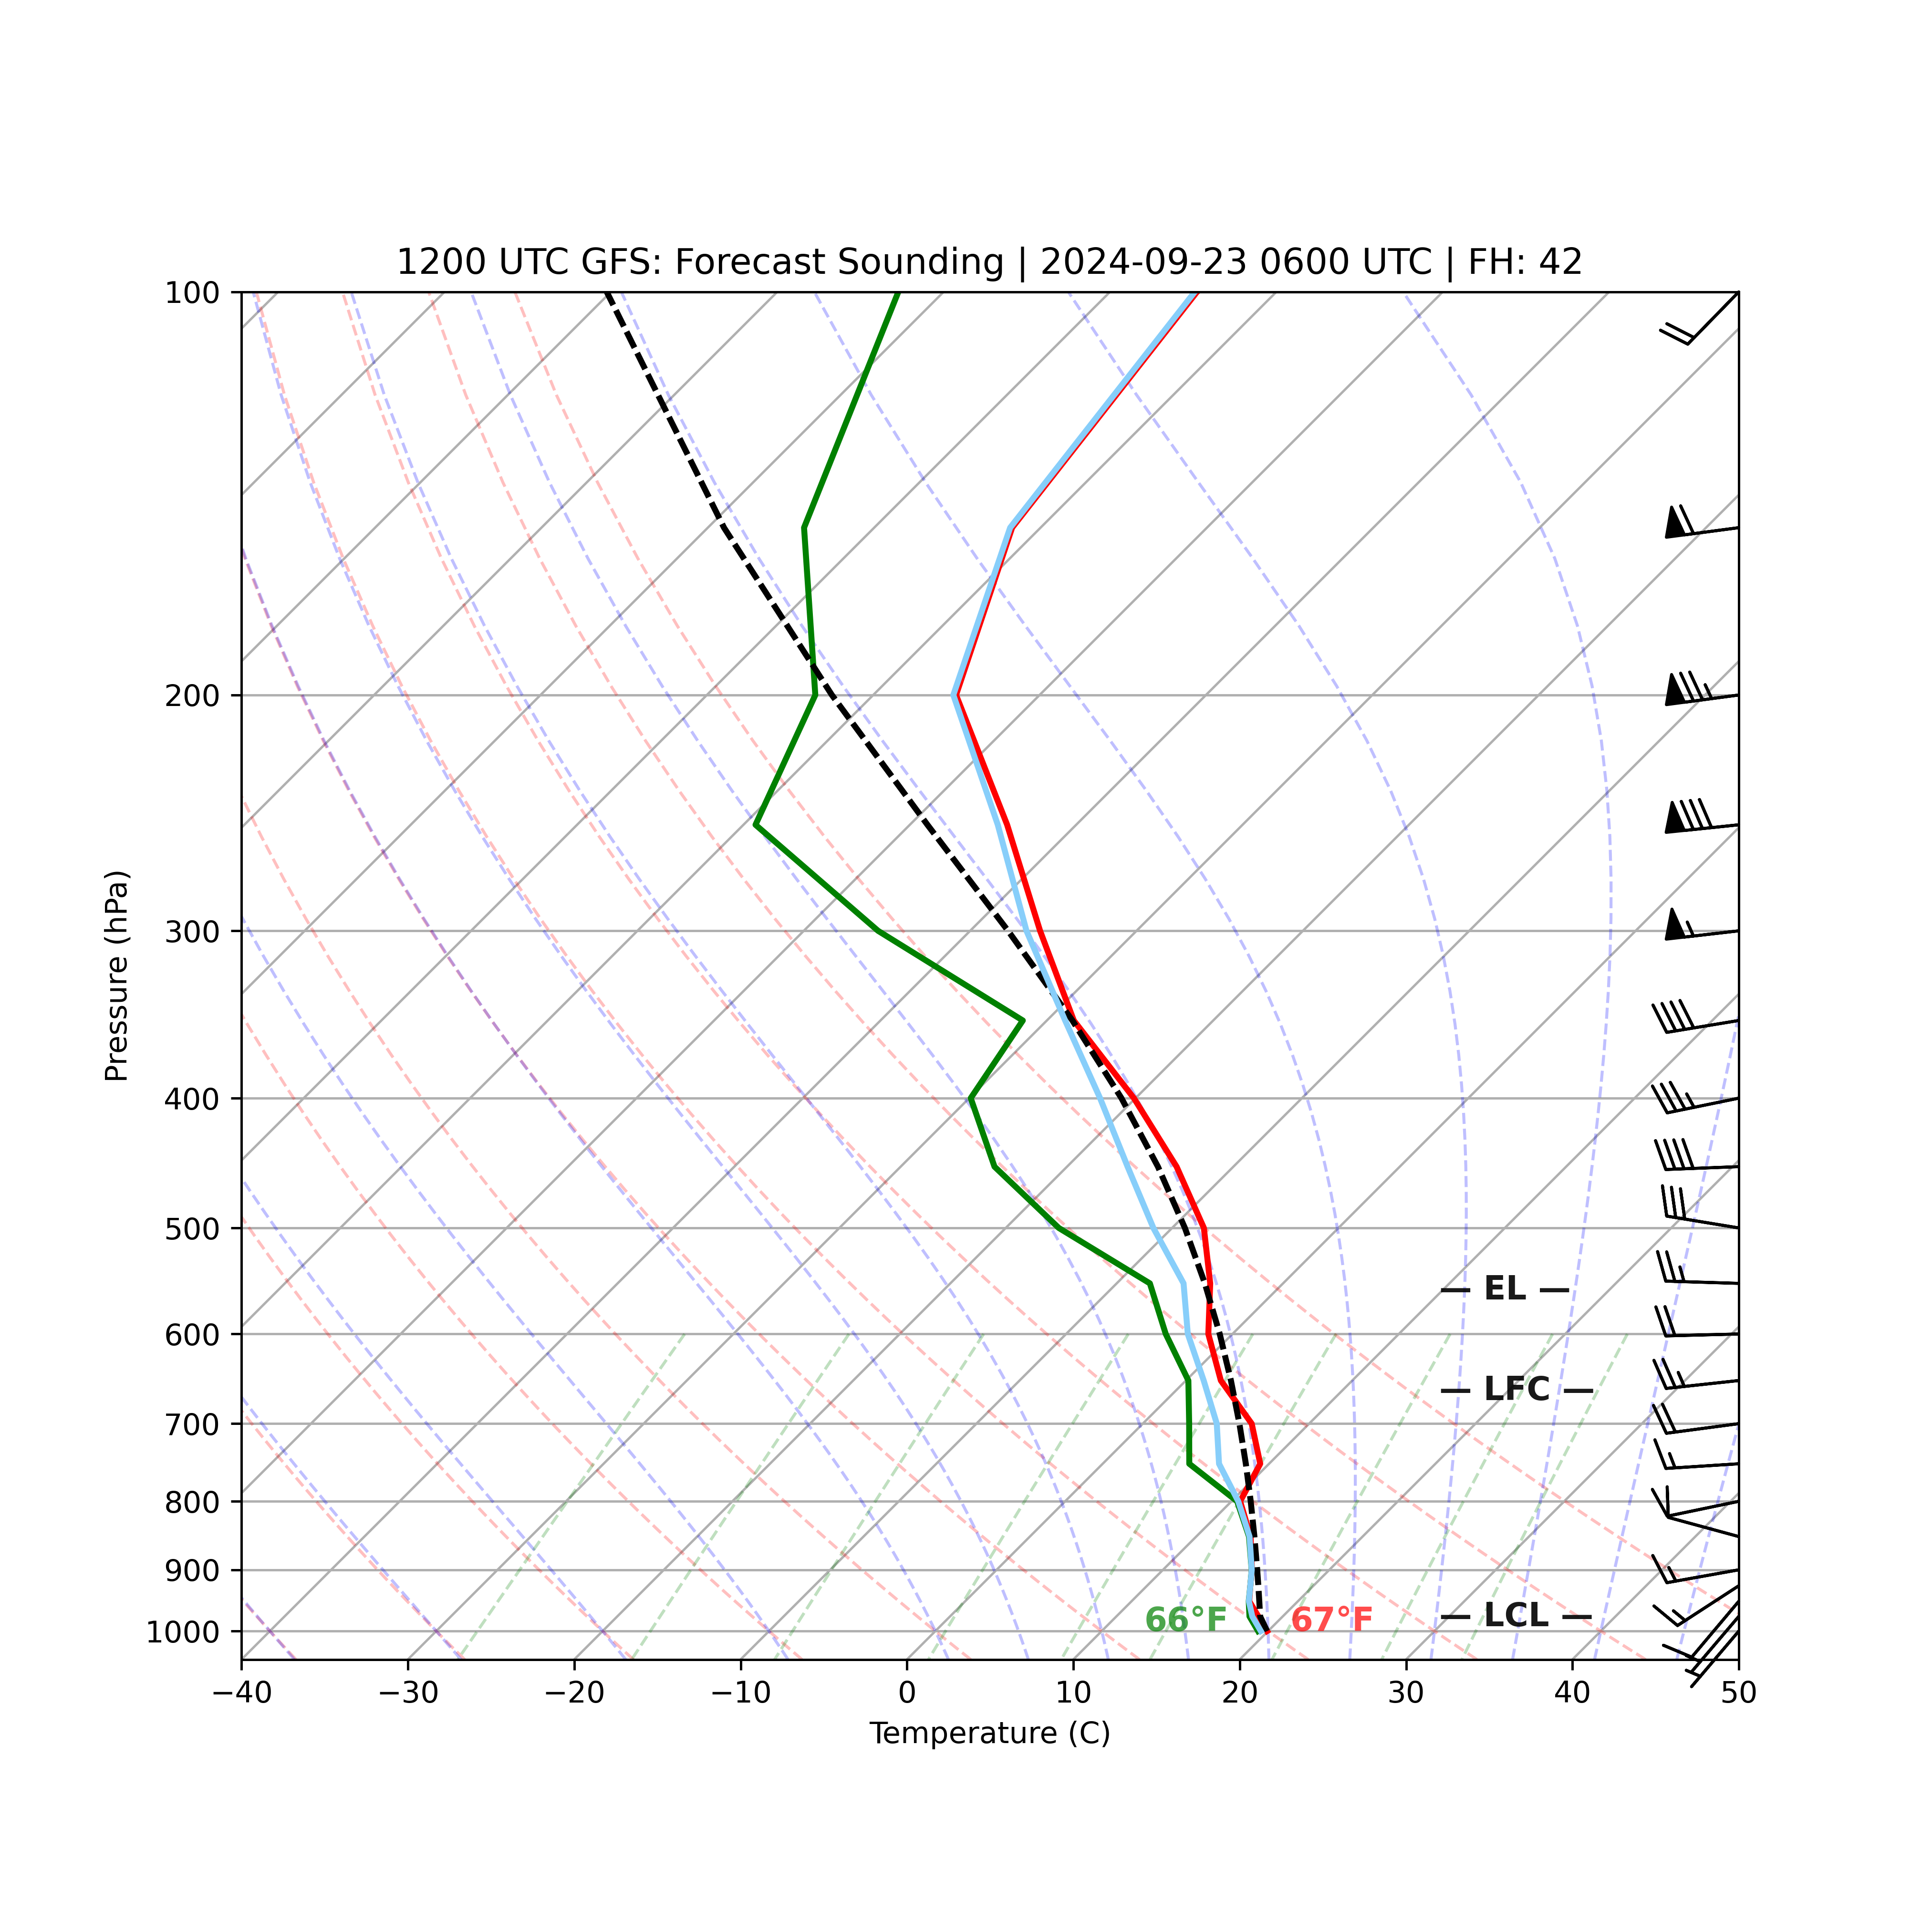 1200 UTC GFS: Forecast Sounding | 2024-09-23 0600 UTC | FH: 42
100
200
300
400
500
600
700
800
900
1000
Pressure (hPa)
— EL —
— LFC —
— LCL —
66°F 67°F
−40 −30 −20 −10 0 10 20 30 40 50
Temperature (C)